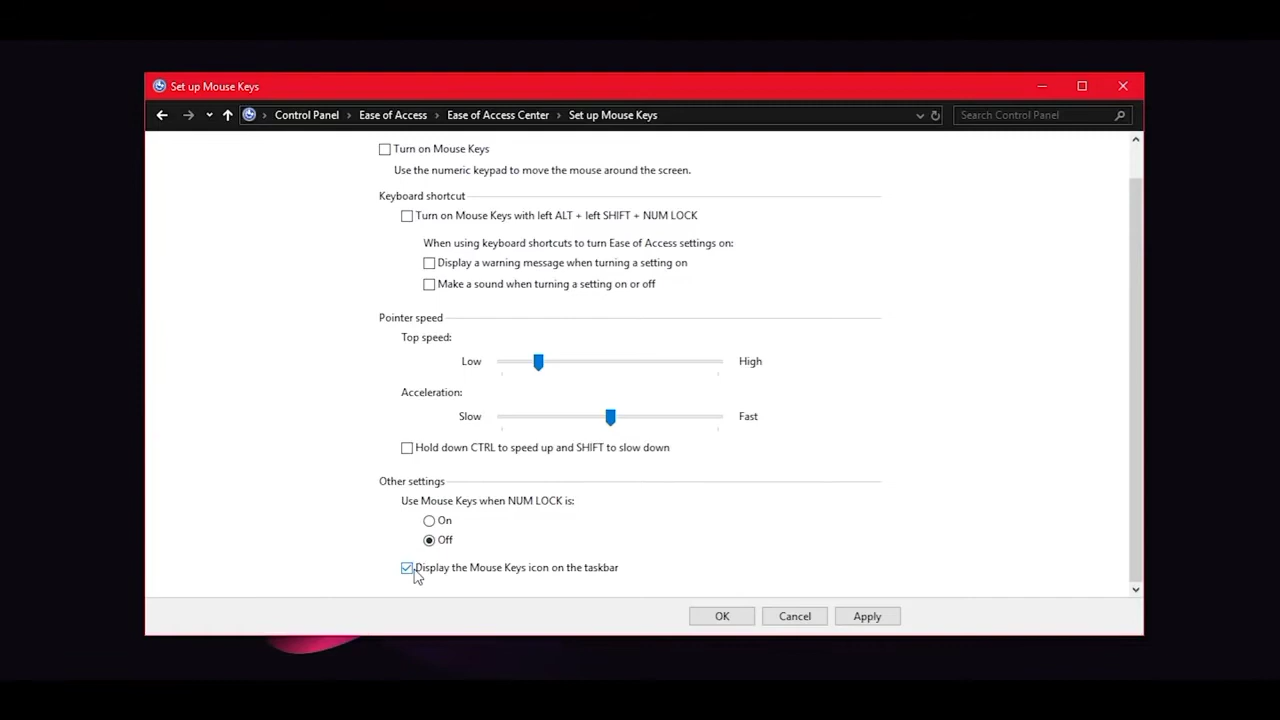 Set up Mouse Keys
Control Panel > Ease of Access > Ease of Access Center > Set up Mouse Keys
Search Control Panel
Turn on Mouse Keys
Use the numeric keypad to move the mouse around the screen.
Keyboard shortcut
Turn on Mouse Keys with left ALT + left SHIFT + NUM LOCK
When using keyboard shortcuts to turn Ease of Access settings on:
Display a warning message when turning a setting on
Make a sound when turning a setting on or off
Pointer speed
Top speed:
Low High
Acceleration:
Slow Fast
Hold down CTRL to speed up and SHIFT to slow down
Other settings
Use Mouse Keys when NUM LOCK is:
On
Off
Display the Mouse Keys icon on the taskbar
OK Cancel Apply